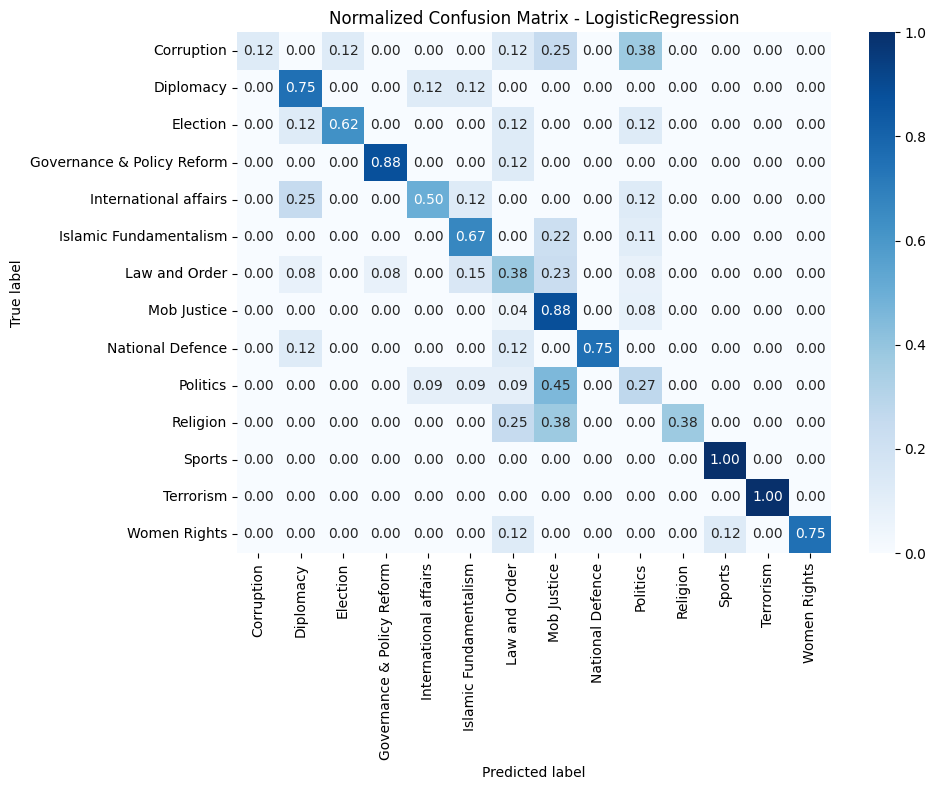 Normalized Confusion Matrix - LogisticRegression
True label
Corruption 0.12 0.00 0.12 0.00 0.00 0.00 0.12 0.25 0.00 0.38 0.00 0.00 0.00 0.00
Diplomacy 0.00 0.75 0.00 0.00 0.12 0.12 0.00 0.00 0.00 0.00 0.00 0.00 0.00 0.00
Election 0.00 0.12 0.62 0.00 0.00 0.00 0.12 0.00 0.00 0.12 0.00 0.00 0.00 0.00
Governance & Policy Reform 0.00 0.00 0.00 0.88 0.00 0.00 0.12 0.00 0.00 0.00 0.00 0.00 0.00 0.00
International affairs 0.00 0.25 0.00 0.00 0.50 0.12 0.00 0.00 0.00 0.12 0.00 0.00 0.00 0.00
Islamic Fundamentalism 0.00 0.00 0.00 0.00 0.00 0.67 0.00 0.22 0.00 0.11 0.00 0.00 0.00 0.00
Law and Order 0.00 0.08 0.00 0.08 0.00 0.15 0.38 0.23 0.00 0.08 0.00 0.00 0.00 0.00
Mob Justice 0.00 0.00 0.00 0.00 0.00 0.00 0.04 0.88 0.00 0.08 0.00 0.00 0.00 0.00
National Defence 0.00 0.12 0.00 0.00 0.00 0.00 0.12 0.00 0.75 0.00 0.00 0.00 0.00 0.00
Politics 0.00 0.00 0.00 0.00 0.09 0.09 0.09 0.45 0.00 0.27 0.00 0.00 0.00 0.00
Religion 0.00 0.00 0.00 0.00 0.00 0.00 0.25 0.38 0.00 0.00 0.38 0.00 0.00 0.00
Sports 0.00 0.00 0.00 0.00 0.00 0.00 0.00 0.00 0.00 0.00 0.00 1.00 0.00 0.00
Terrorism 0.00 0.00 0.00 0.00 0.00 0.00 0.00 0.00 0.00 0.00 0.00 0.00 1.00 0.00
Women Rights 0.00 0.00 0.00 0.00 0.00 0.00 0.12 0.00 0.00 0.00 0.00 0.12 0.00 0.75
Corruption
Diplomacy
Election
Governance & Policy Reform
International affairs
Islamic Fundamentalism
Law and Order
Mob Justice
National Defence
Politics
Religion
Sports
Terrorism
Women Rights
Predicted label
1.0
0.8
0.6
0.4
0.2
0.0